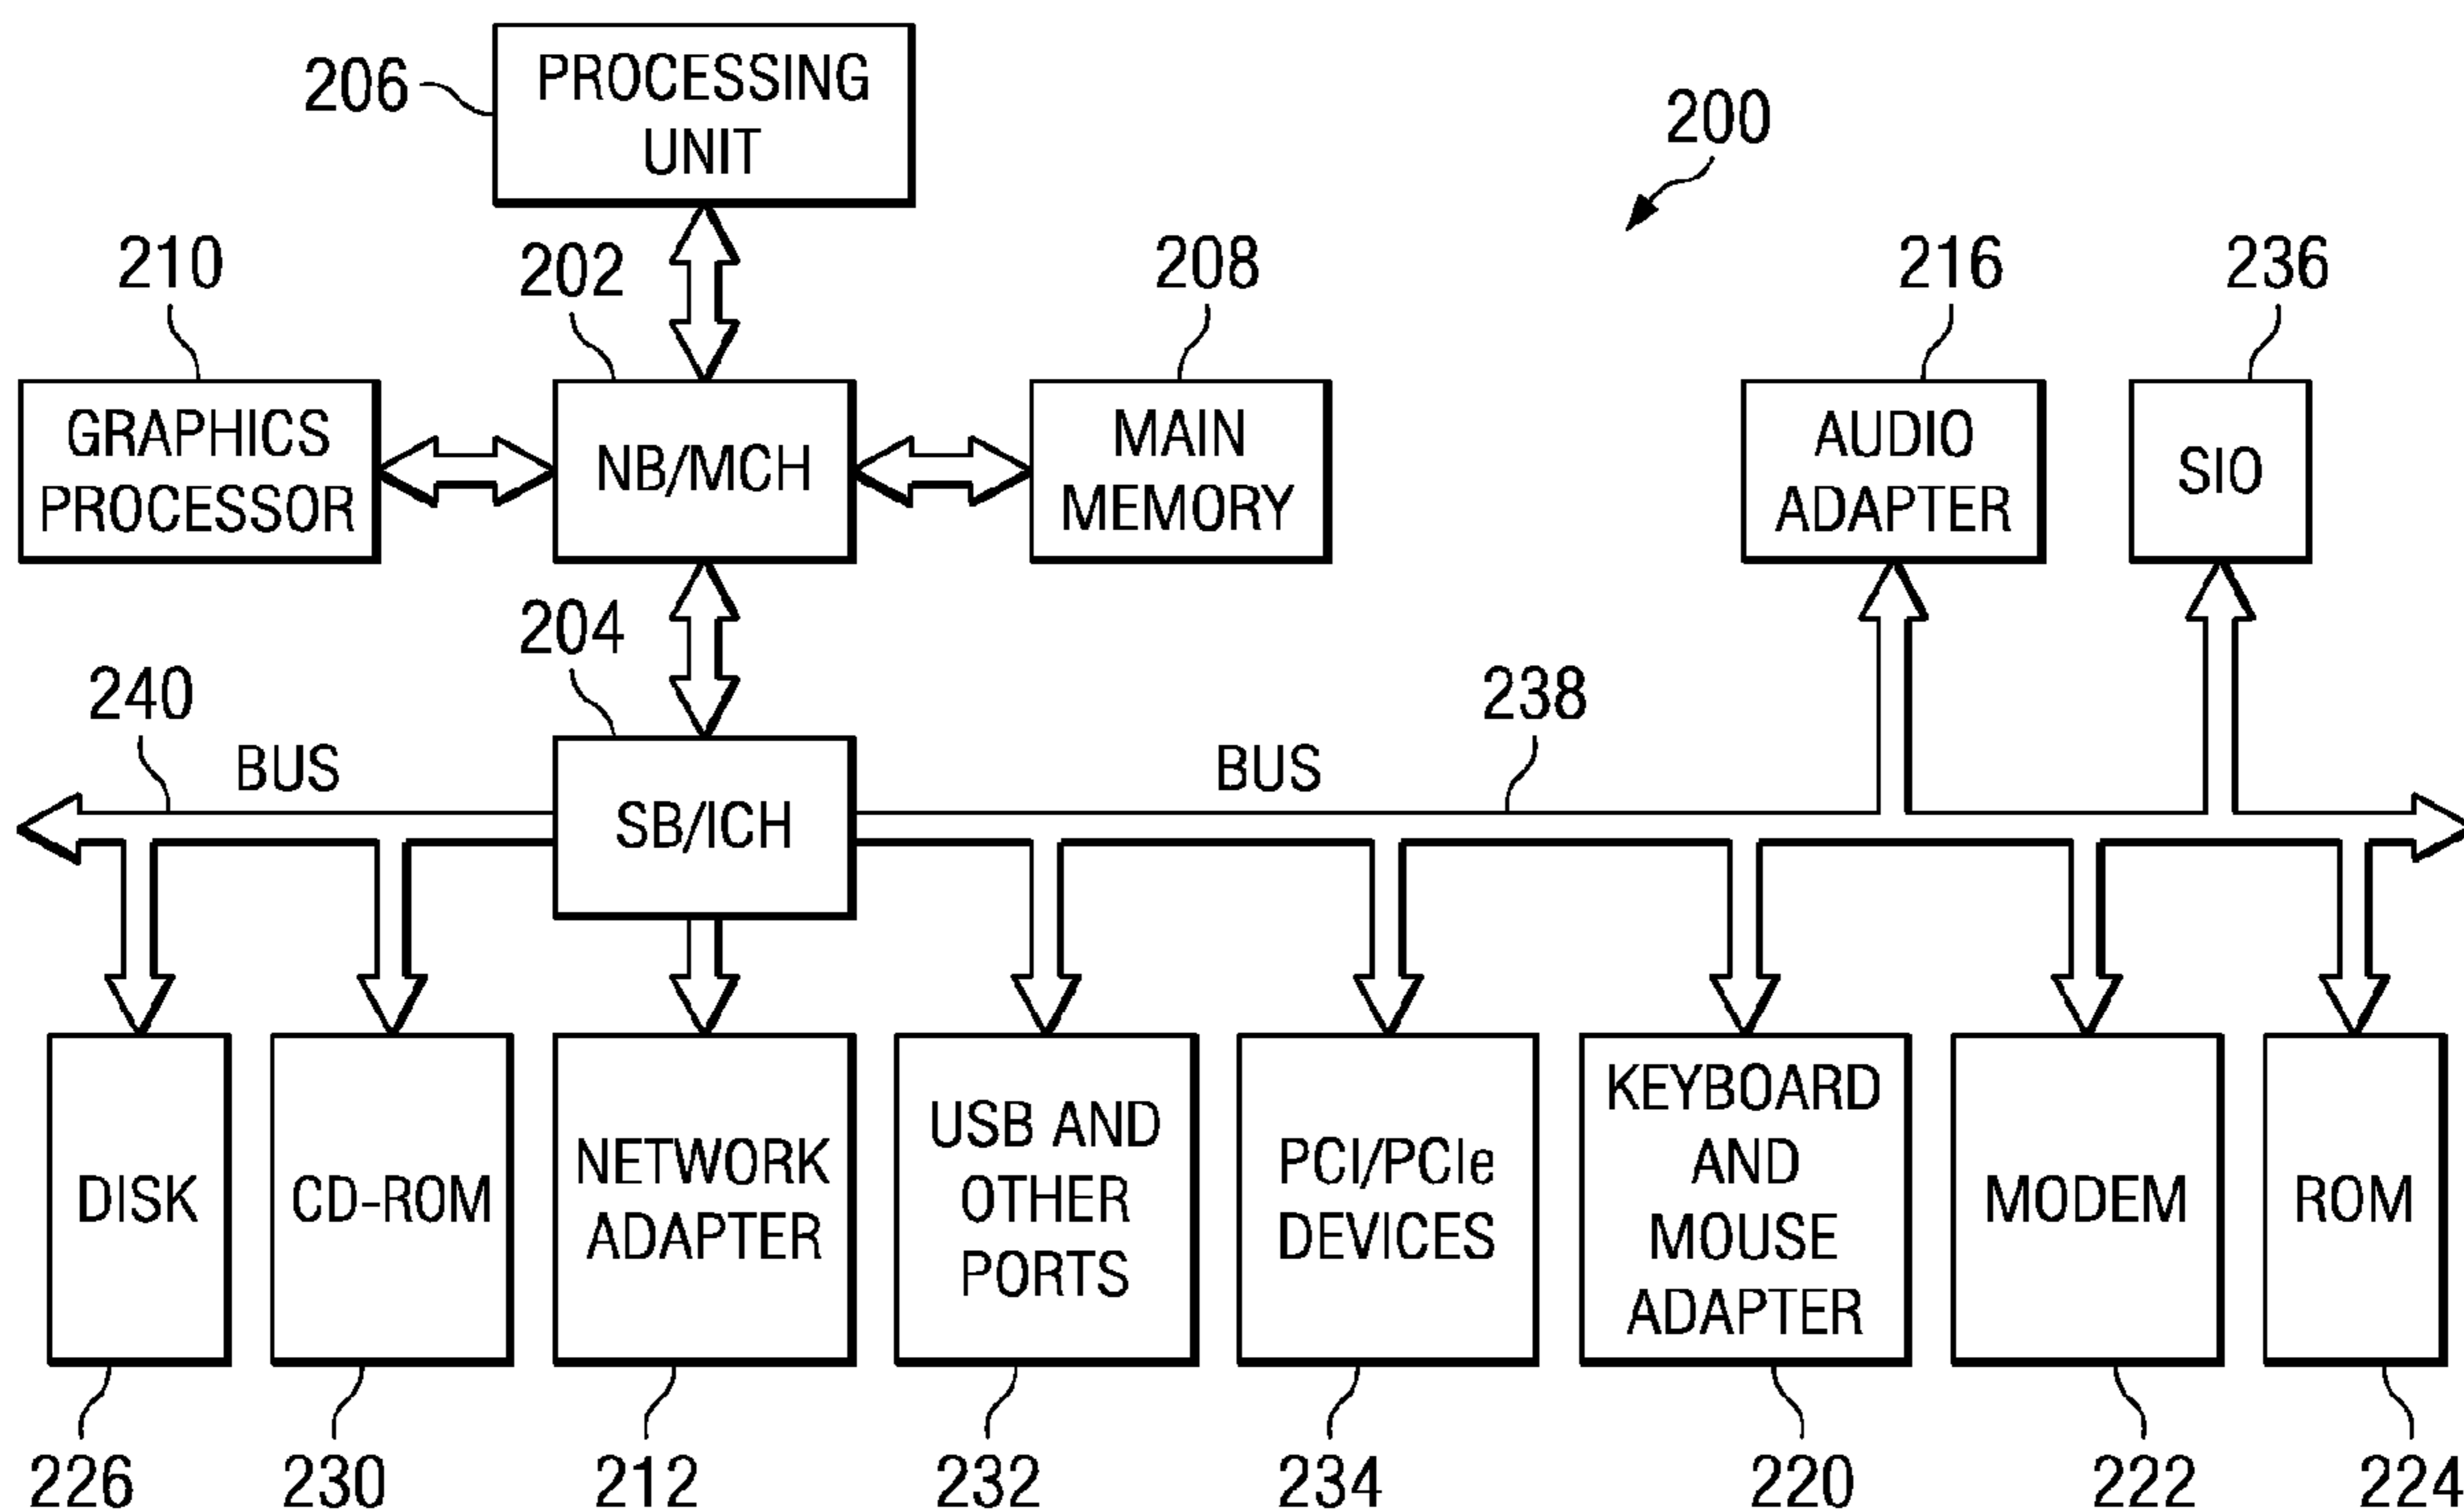 206
PROCESSING
UNIT
200
210
202
208
216
236
GRAPHICS
PROCESSOR
NB/MCH
MAIN
MEMORY
AUDIO
ADAPTER
SIO
204
240
BUS
SB/ICH
BUS
238
DISK
CD-ROM
NETWORK
ADAPTER
USB AND
OTHER
PORTS
PCI/PCIe
DEVICES
KEYBOARD
AND
MOUSE
ADAPTER
MODEM
ROM
226
230
212
232
234
220
222
224